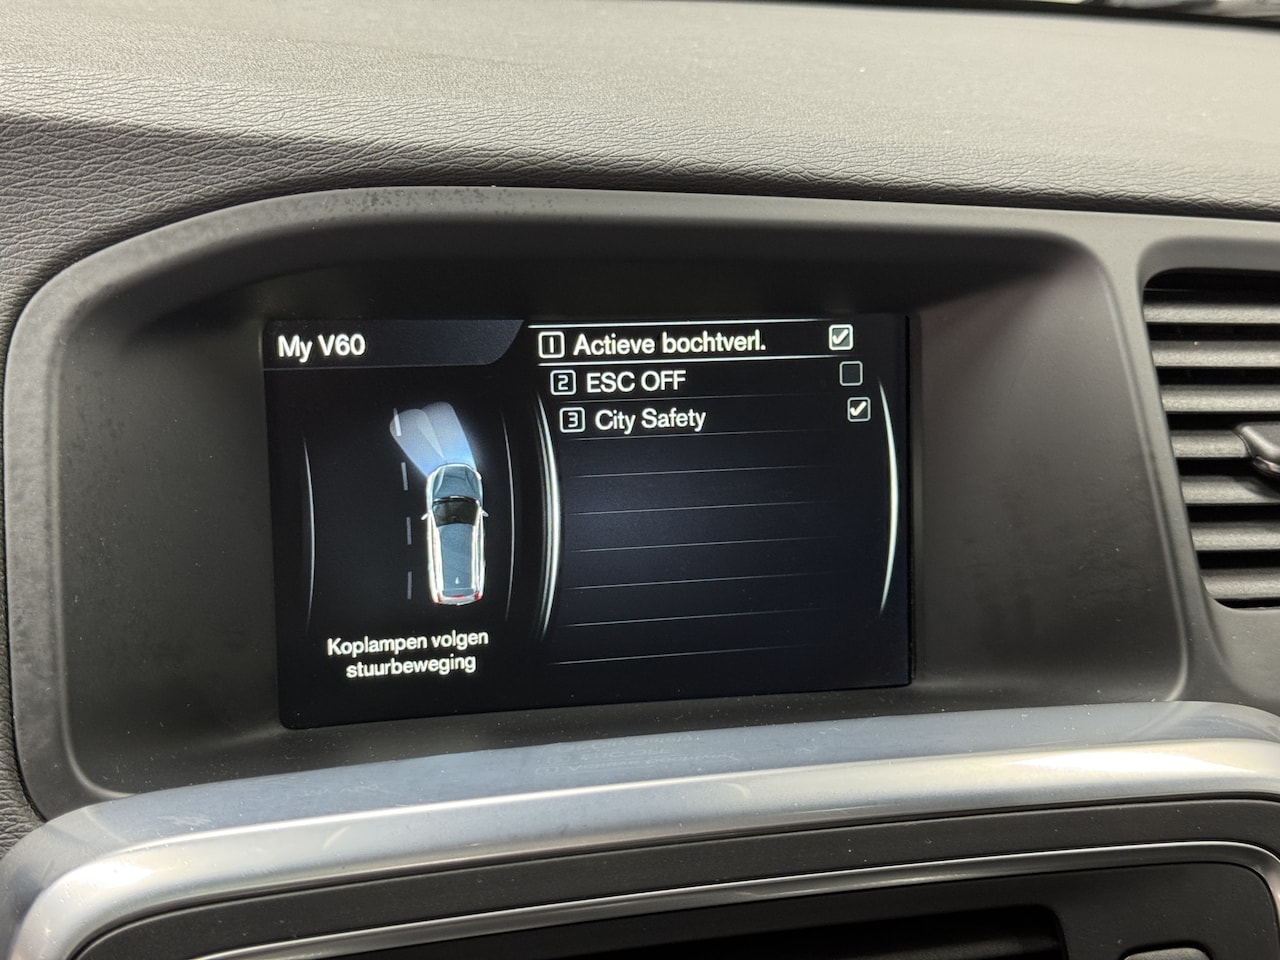 My V60
1 Actieve bochtverl.
2 ESC OFF
3 City Safety
Koplampen volgen
stuurbeweging